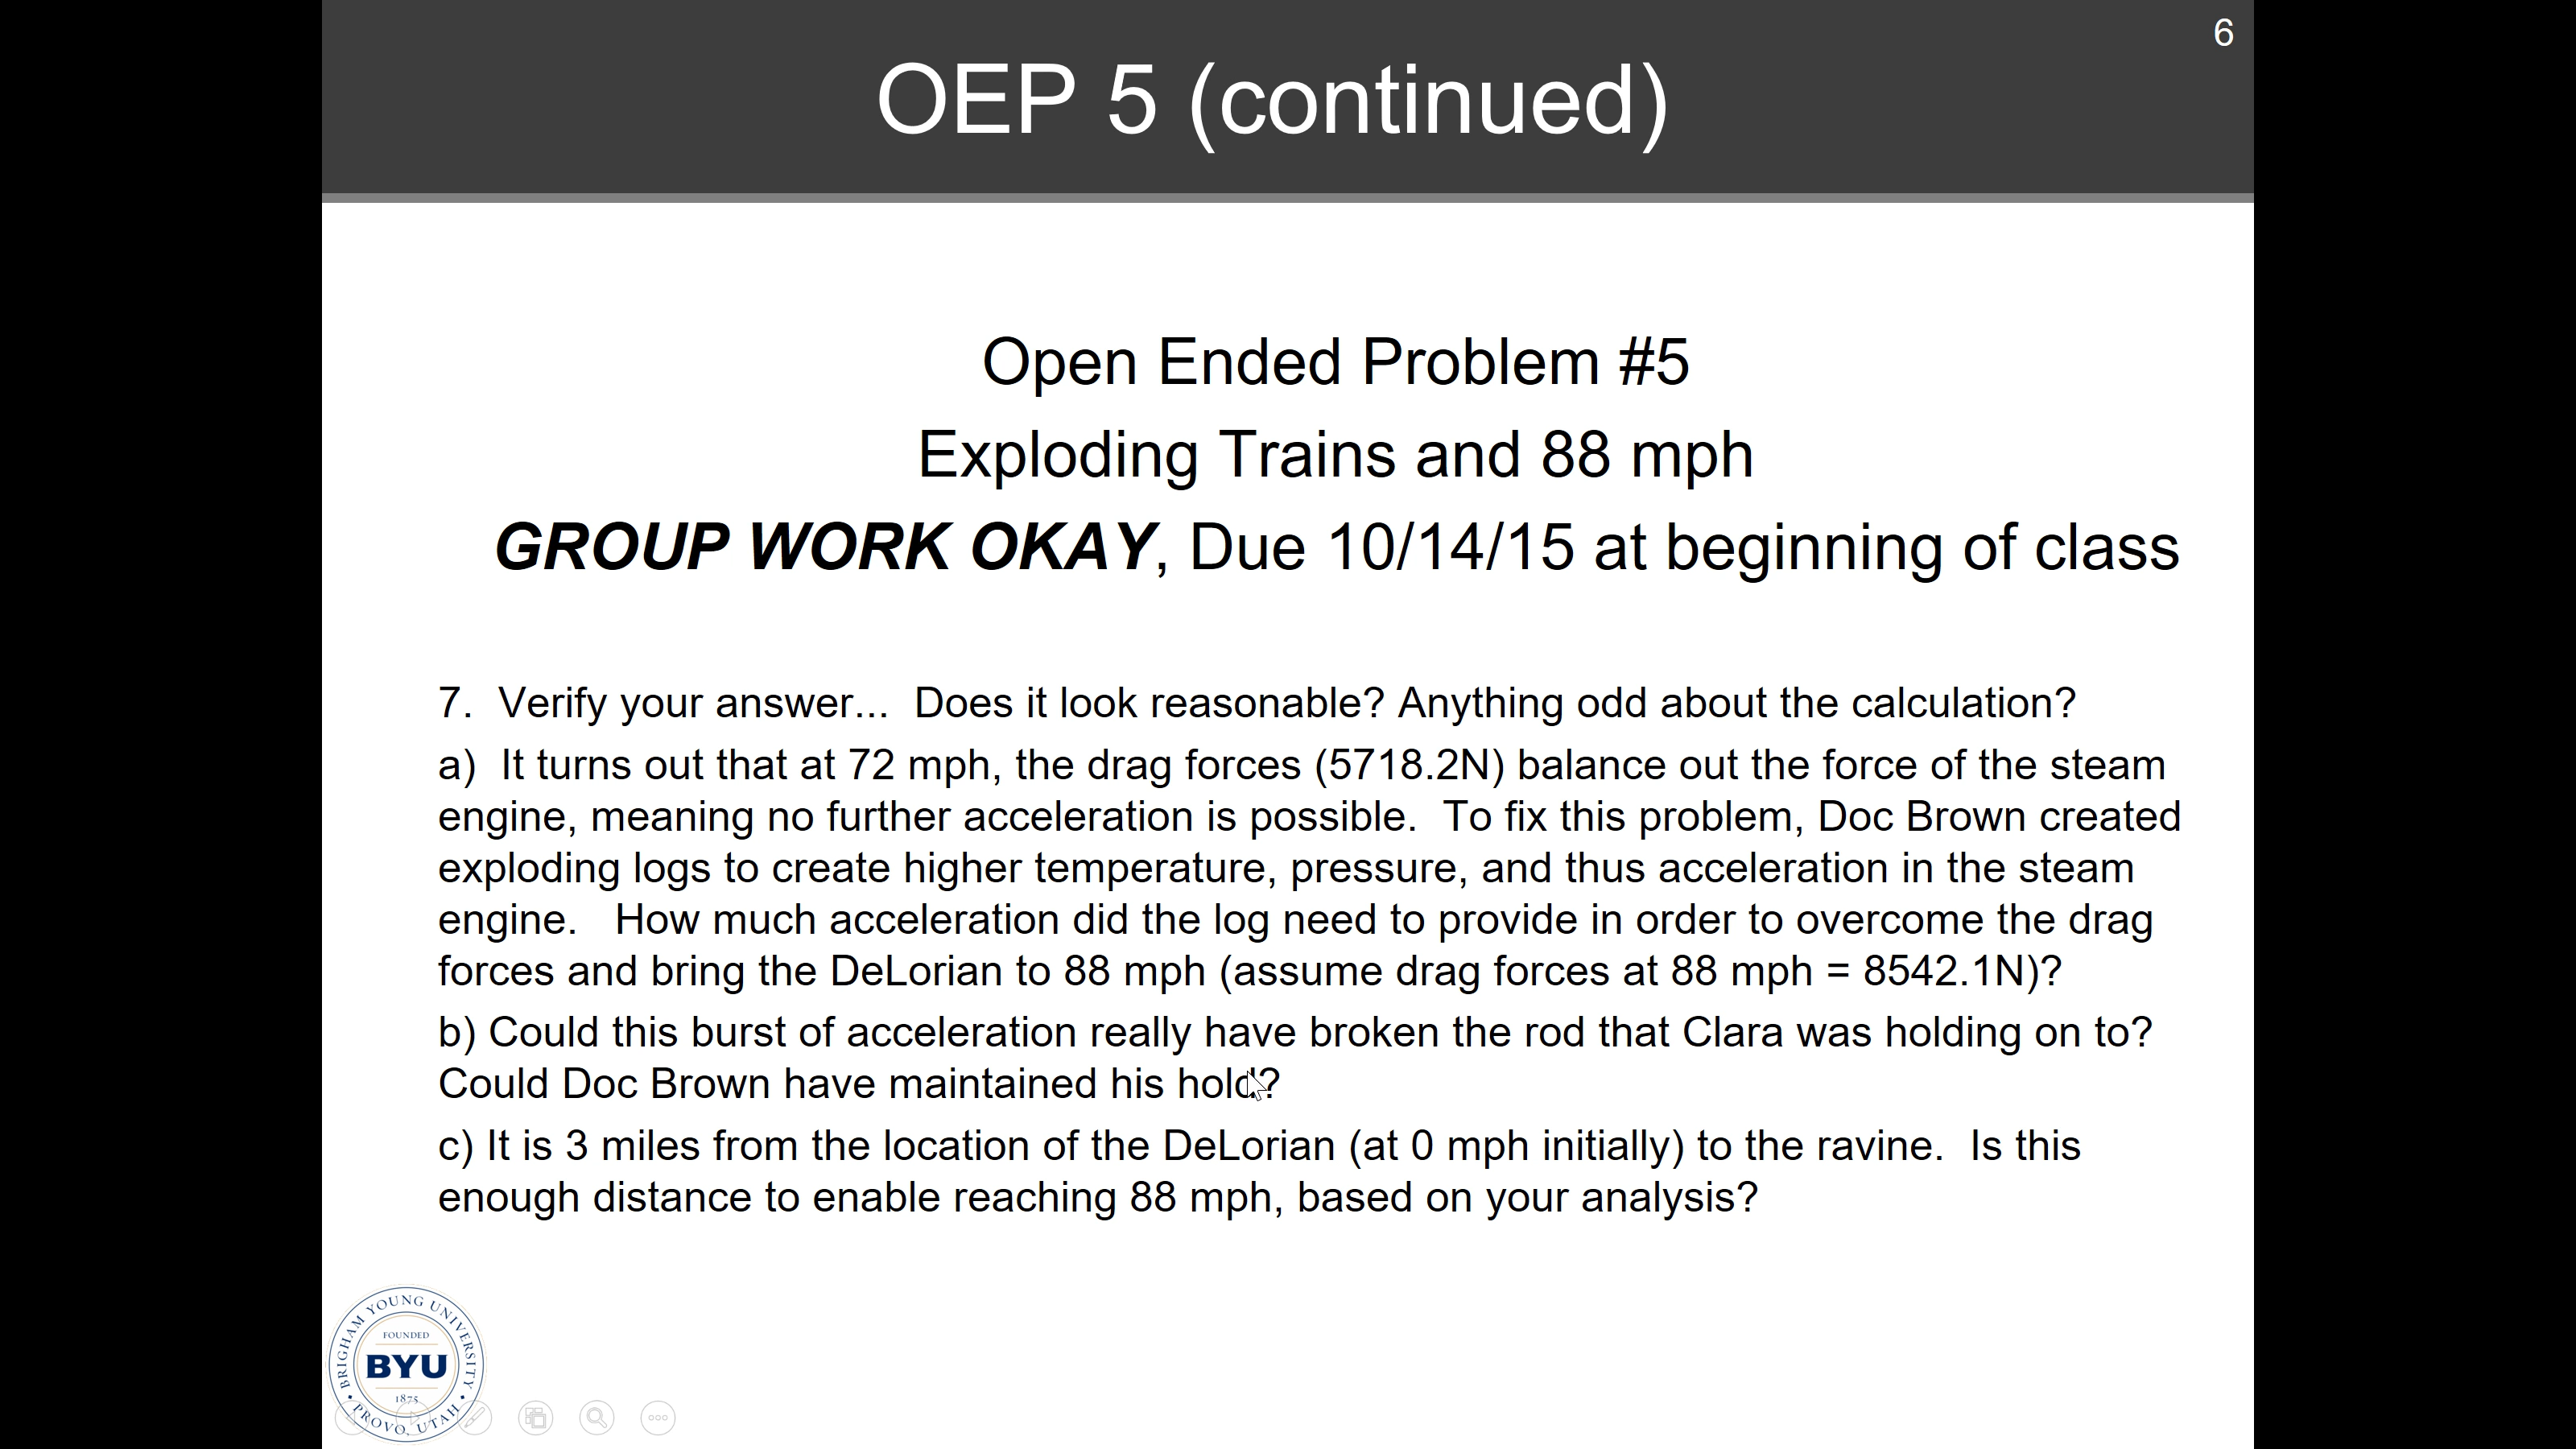 6
OEP 5 (continued)
Open Ended Problem #5
Exploding Trains and 88 mph
GROUP WORK OKAY, Due 10/14/15 at beginning of class
7.  Verify your answer...  Does it look reasonable? Anything odd about the calculation?
a)  It turns out that at 72 mph, the drag forces (5718.2N) balance out the force of the steam
engine, meaning no further acceleration is possible.  To fix this problem, Doc Brown created
exploding logs to create higher temperature, pressure, and thus acceleration in the steam
engine.   How much acceleration did the log need to provide in order to overcome the drag
forces and bring the DeLorian to 88 mph (assume drag forces at 88 mph = 8542.1N)?
b) Could this burst of acceleration really have broken the rod that Clara was holding on to?
Could Doc Brown have maintained his hold?
c) It is 3 miles from the location of the DeLorian (at 0 mph initially) to the ravine.  Is this
enough distance to enable reaching 88 mph, based on your analysis?
BRIGHAM YOUNG UNIVERSITY
FOUNDED
BYU
1875
PROVO, UTAH